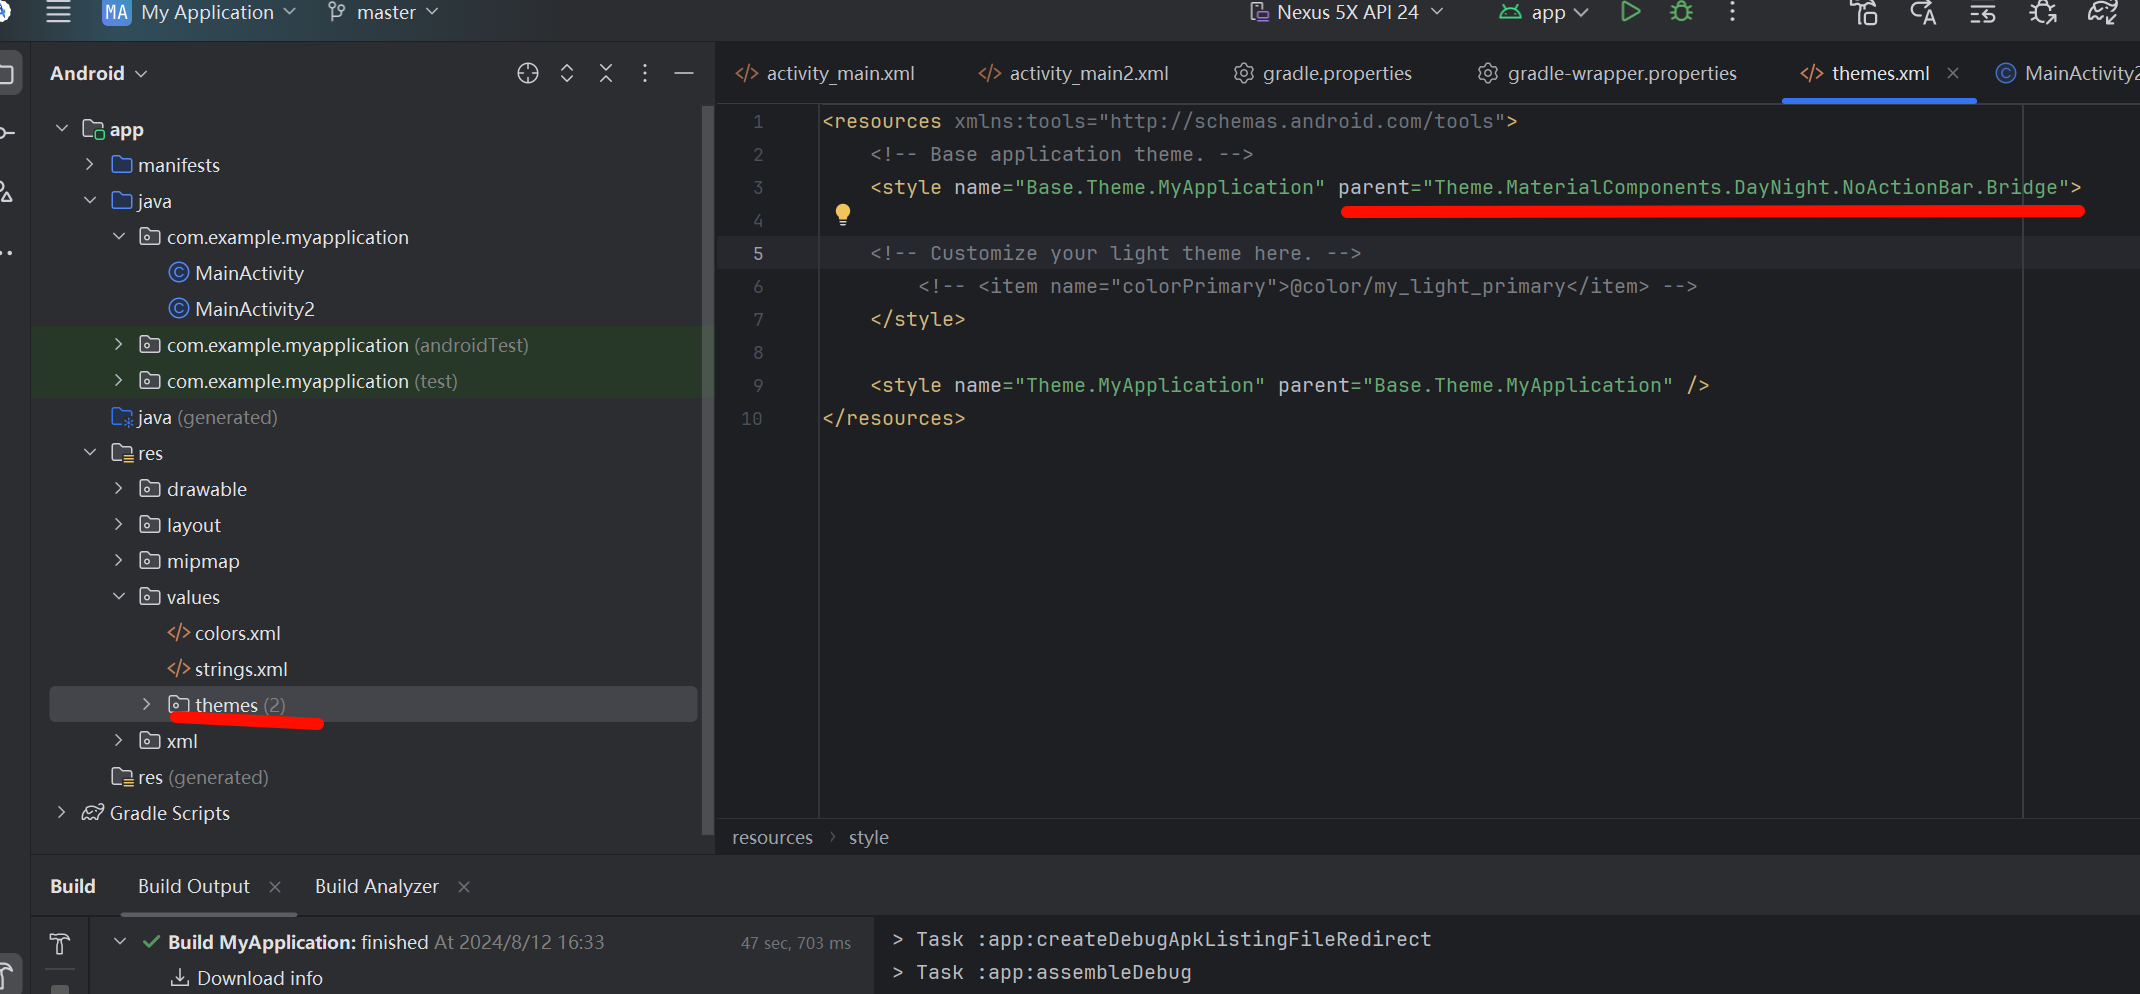 MA My Application master Nexus 5X API 24 app
Android
activity_main.xml activity_main2.xml gradle.properties gradle-wrapper.properties themes.xml MainActivity2
app
manifests
java
com.example.myapplication
MainActivity
MainActivity2
com.example.myapplication (androidTest)
com.example.myapplication (test)
java (generated)
res
drawable
layout
mipmap
values
colors.xml
strings.xml
themes (2)
xml
res (generated)
Gradle Scripts
1 <resources xmlns:tools="http://schemas.android.com/tools">
2 <!-- Base application theme. -->
3 <style name="Base.Theme.MyApplication" parent="Theme.MaterialComponents.DayNight.NoActionBar.Bridge">
4
5 <!-- Customize your light theme here. -->
6 <!-- <item name="colorPrimary">@color/my_light_primary</item> -->
7 </style>
8
9 <style name="Theme.MyApplication" parent="Base.Theme.MyApplication" />
10 </resources>
resources > style
Build Build Output Build Analyzer
Build MyApplication: finished At 2024/8/12 16:33 47 sec, 703 ms
Download info
> Task :app:createDebugApkListingFileRedirect
> Task :app:assembleDebug